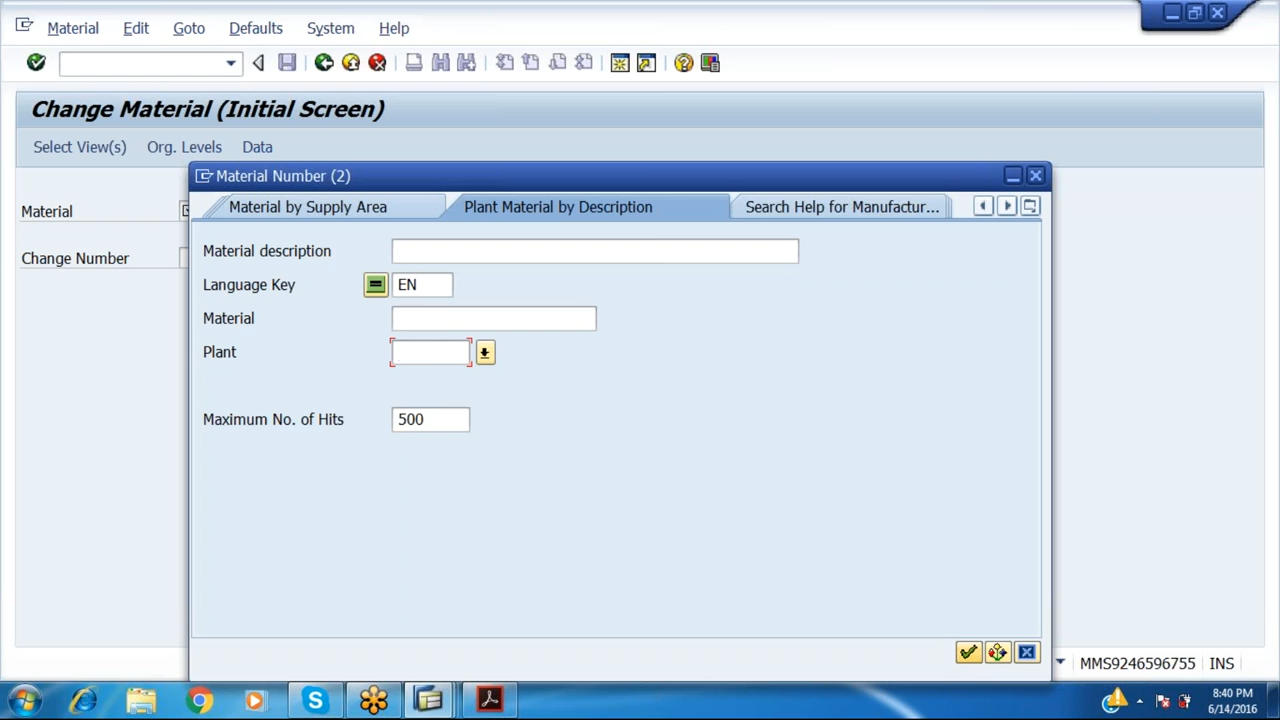 Material Edit Goto Defaults System Help
Change Material (Initial Screen)
Select View(s) Org. Levels Data
Material Number (2)
Material by Supply Area Plant Material by Description Search Help for Manufactur...
Material
Change Number
Material description
Language Key EN
Material
Plant
Maximum No. of Hits 500
MMS9246596755 INS
8:40 PM
6/14/2016